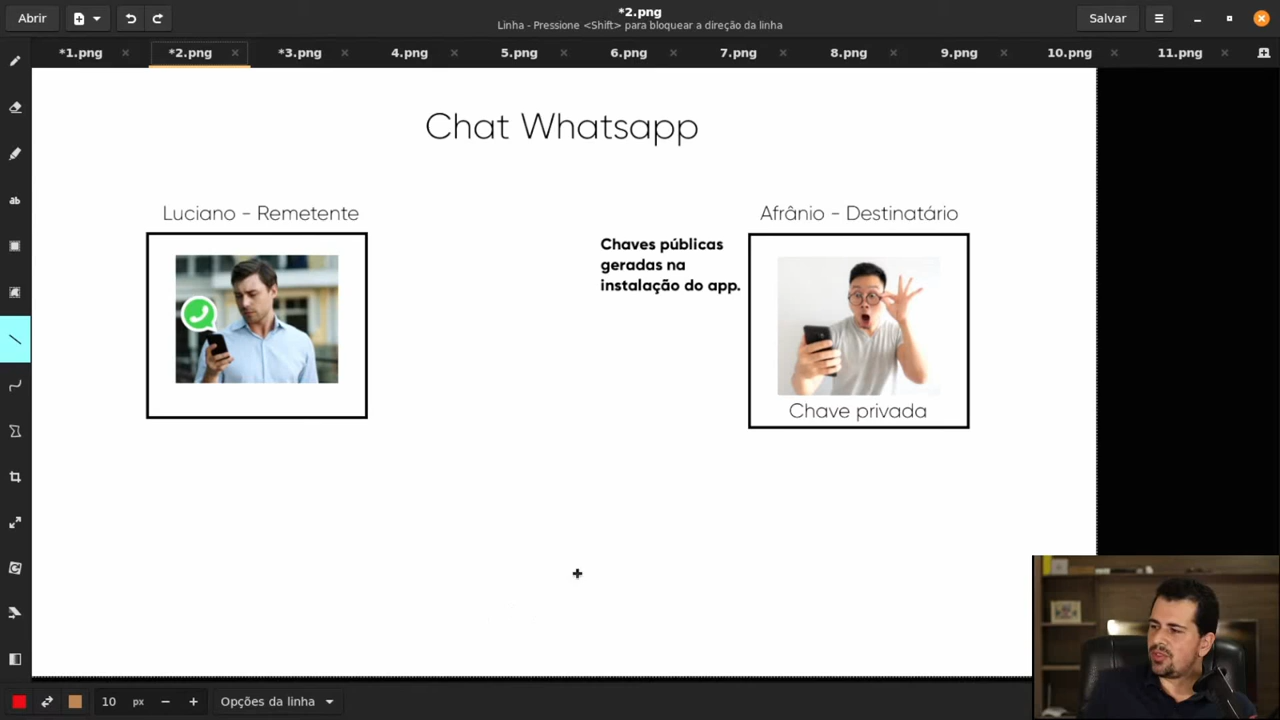 Abrir
*2.png
Linha - Pressione <Shift> para bloquear a direção da linha
Salvar
*1.png
*2.png
*3.png
4.png
5.png
6.png
7.png
8.png
9.png
10.png
11.png
ab
Chat Whatsapp
Luciano - Remetente
Afrânio - Destinatário
Chaves públicas
geradas na
instalação do app.
Chave privada
10 px
Opções da linha